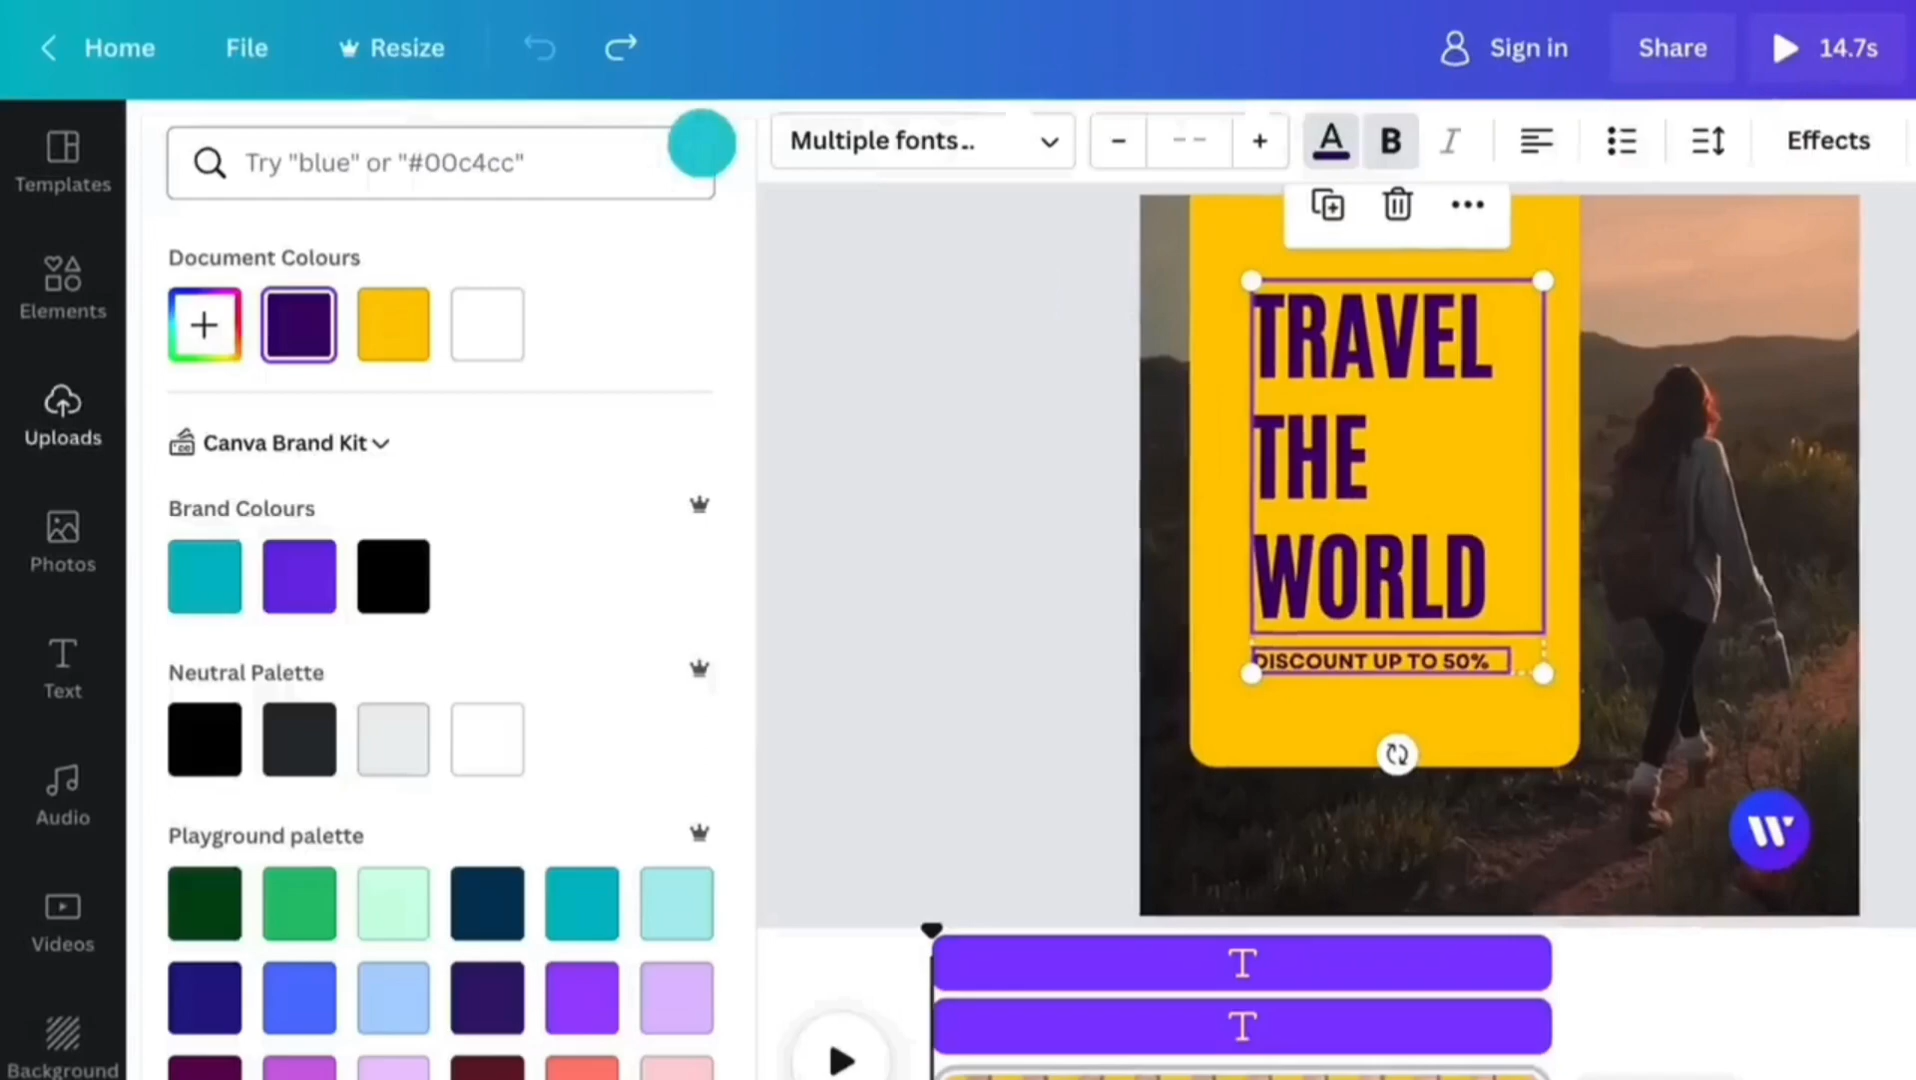 Home
File
Resize
Sign in
Share
14.7s
Templates
Elements
Uploads
Photos
Text
Audio
Videos
Background
Try "blue" or "#00c4cc"
Document Colours
Canva Brand Kit
Brand Colours
Neutral Palette
Playground palette
Multiple fonts..
– -- +
A B I
Effects
TRAVEL
THE
WORLD
DISCOUNT UP TO 50%
W
T
T